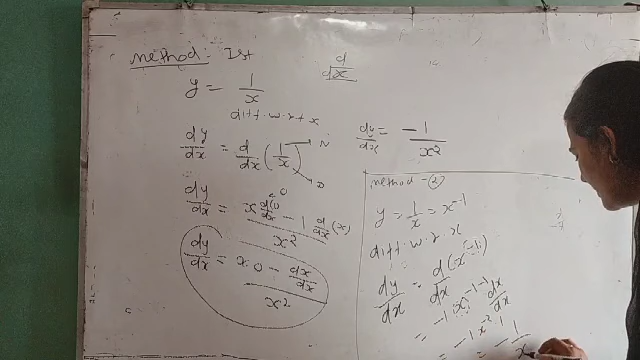 method: Ist
y = 1/x
diff. w. r. t x
dy/dx = d/dx (1/x) → N → D
dy/dx = (x d(1)/dx - 1 d/dx (x))/x²
dy/dx = (x·0 - dx/dx)/x²
d/dx
dy/dx = -1/x²
method - ②
y = 1/x = x⁻¹
diff. w. r. x
dy/dx = d/dx (x⁻¹)
= -1(x)⁻¹⁻¹ dx/dx
= -1 x⁻² · 1
= - 1/x